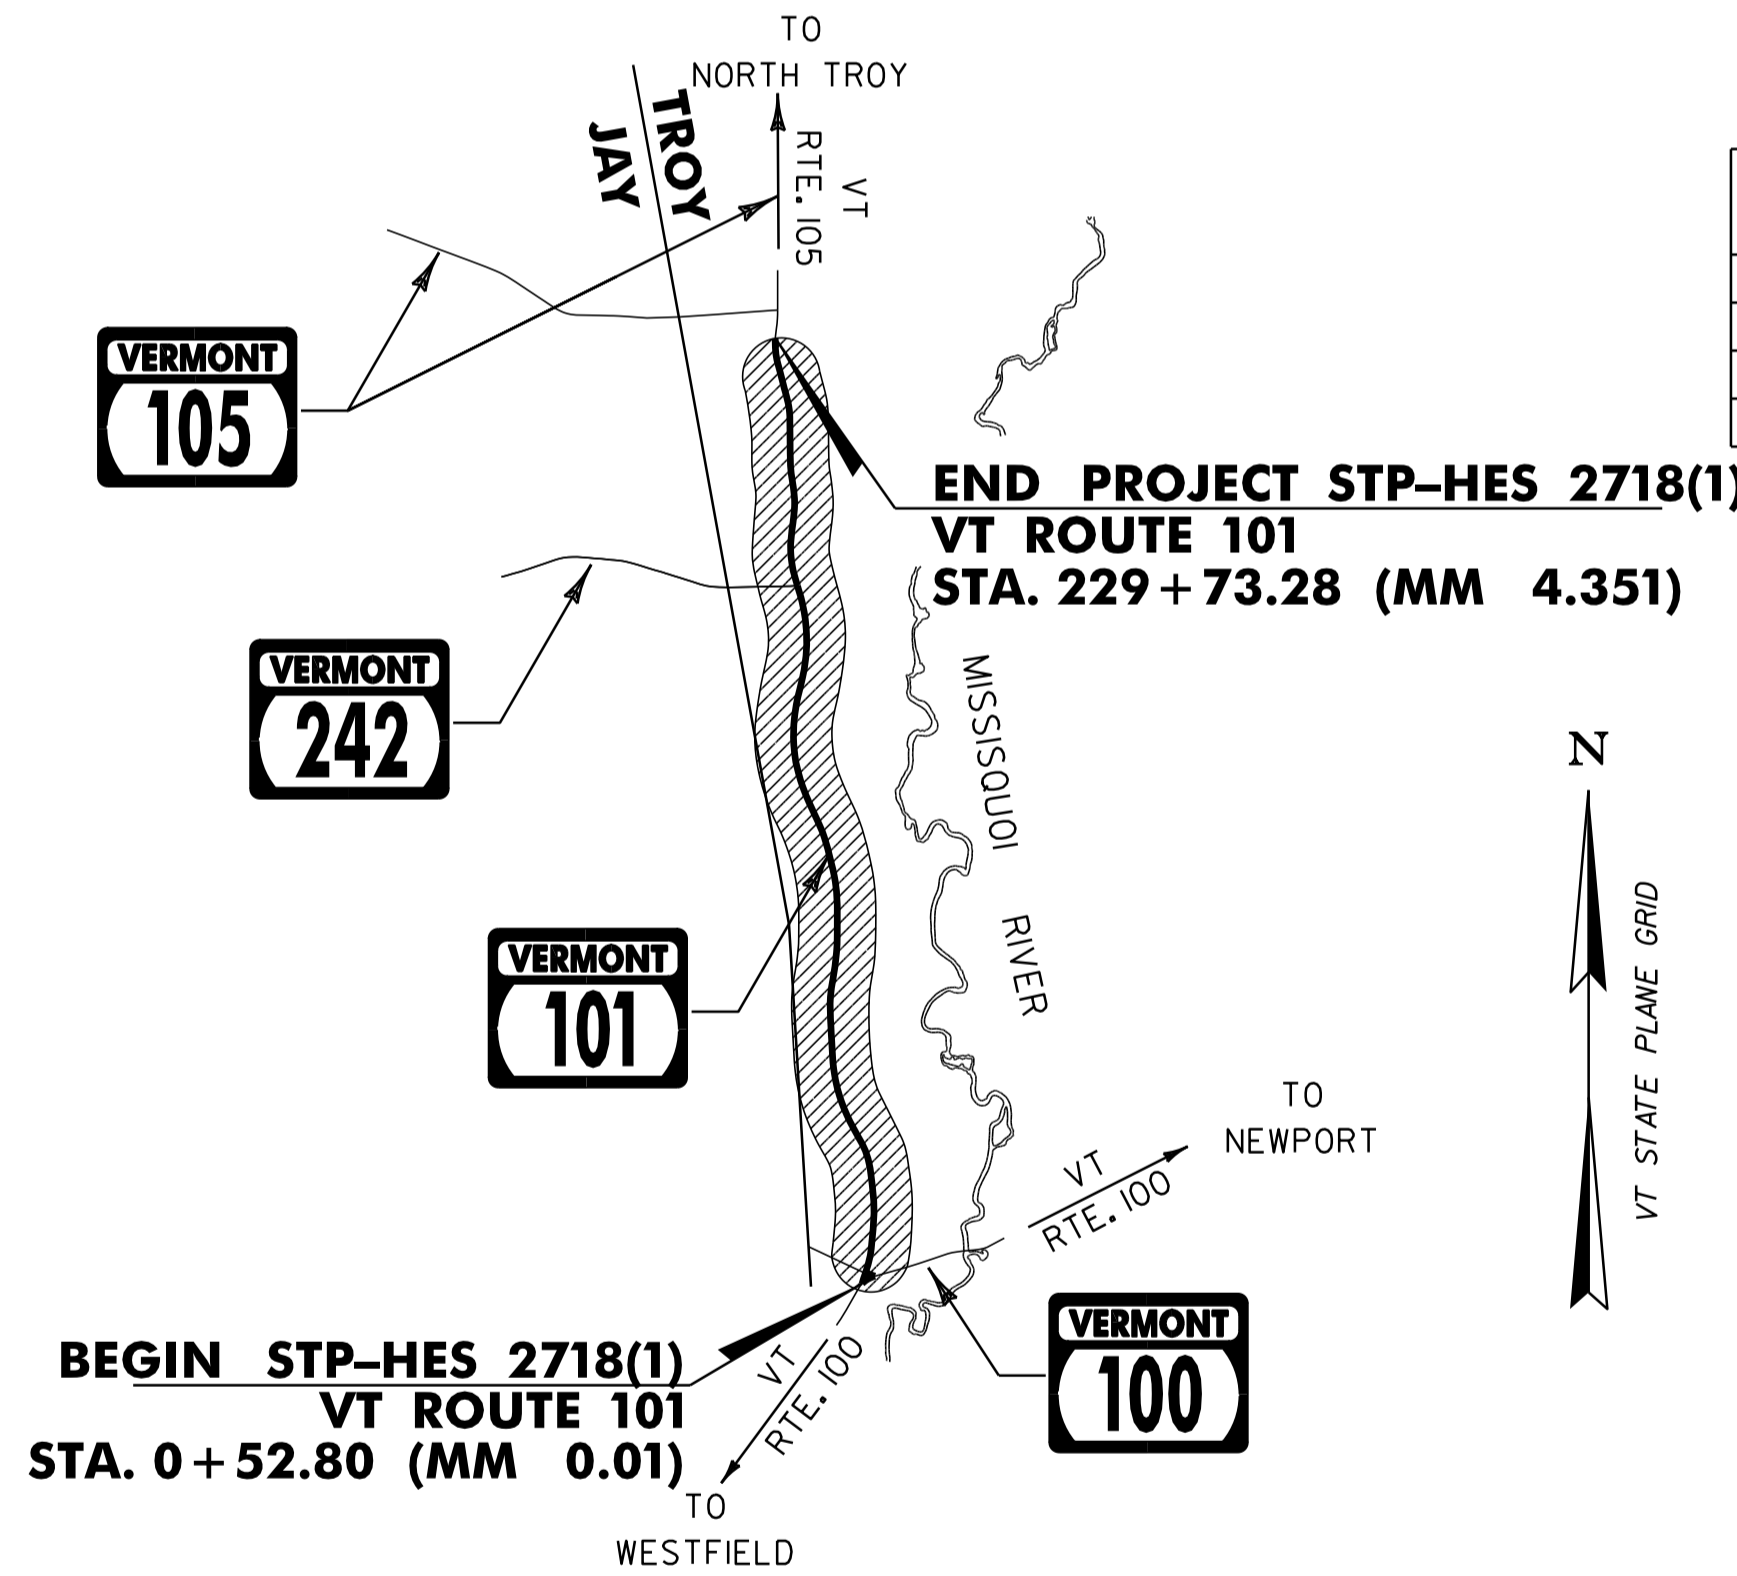 TO
NORTH TROY
TROY
JAY
VT
RTE. 105
VERMONT
105
END PROJECT STP-HES 2718(1)
VT ROUTE 101
STA. 229+73.28 (MM 4.351)
VERMONT
242
MISSISQUOI RIVER
N
VT STATE PLANE GRID
VERMONT
101
TO
NEWPORT
VT
RTE. 100
VERMONT
100
BEGIN STP-HES 2718(1)
VT ROUTE 101
STA. 0+52.80 (MM 0.01)
VT
RTE. 100
TO
WESTFIELD